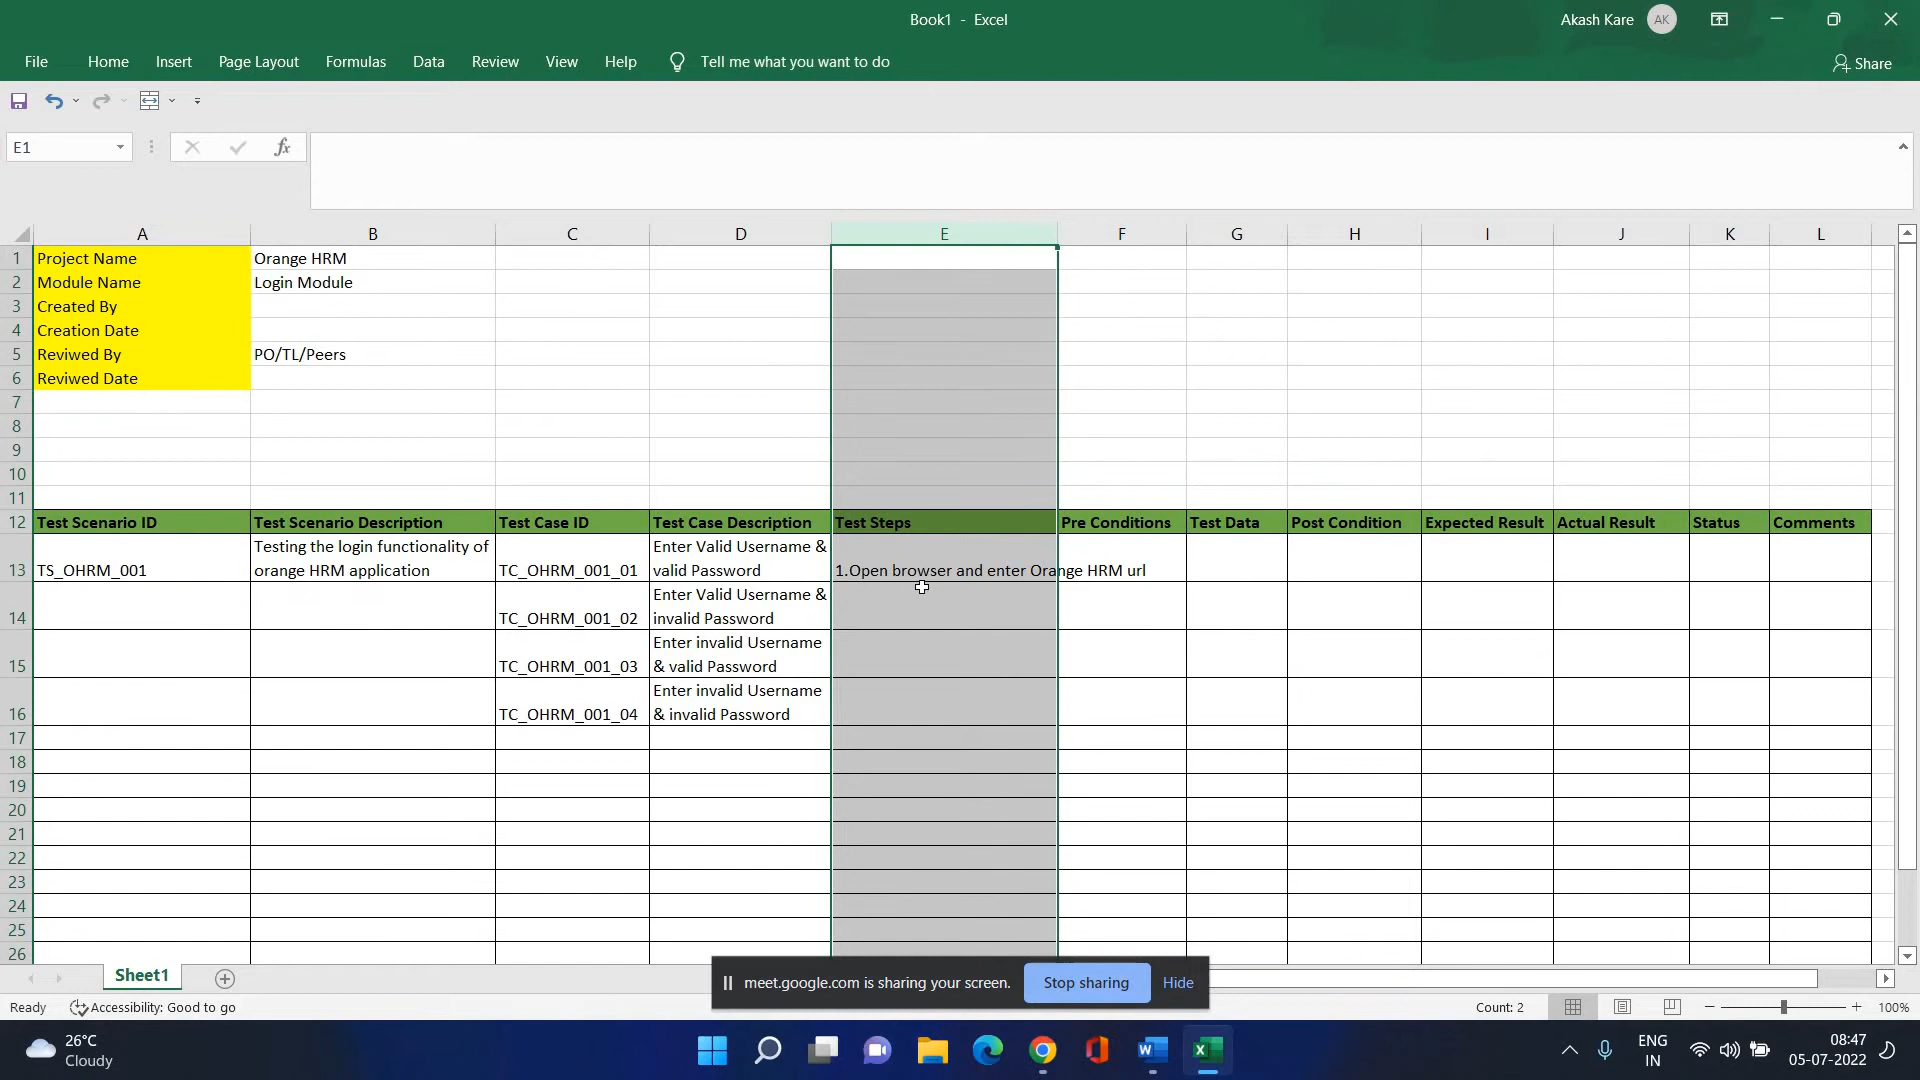 Book1 - Excel
Akash Kare AK
File Home Insert Page Layout Formulas Data Review View Help Tell me what you want to do Share
E1 fx
A B C D E F G H I J K L
1 Project Name Orange HRM
2 Module Name Login Module
3 Created By
4 Creation Date
5 Reviwed By PO/TL/Peers
6 Reviwed Date
7
8
9
10
11
12 Test Scenario ID Test Scenario Description Test Case ID Test Case Description Test Steps Pre Conditions Test Data Post Condition Expected Result Actual Result Status Comments
Testing the login functionality of Enter Valid Username &
13 TS_OHRM_001 orange HRM application TC_OHRM_001_01 valid Password 1.Open browser and enter Orange HRM url
Enter Valid Username &
14 TC_OHRM_001_02 invalid Password
Enter invalid Username
15 TC_OHRM_001_03 & valid Password
Enter invalid Username
16 TC_OHRM_001_04 & invalid Password
17
18
19
20
21
22
23
24
25
26
Sheet1
meet.google.com is sharing your screen. Stop sharing Hide
Ready Accessibility: Good to go Count: 2 100%
26°C
Cloudy
ENG
IN
08:47
05-07-2022